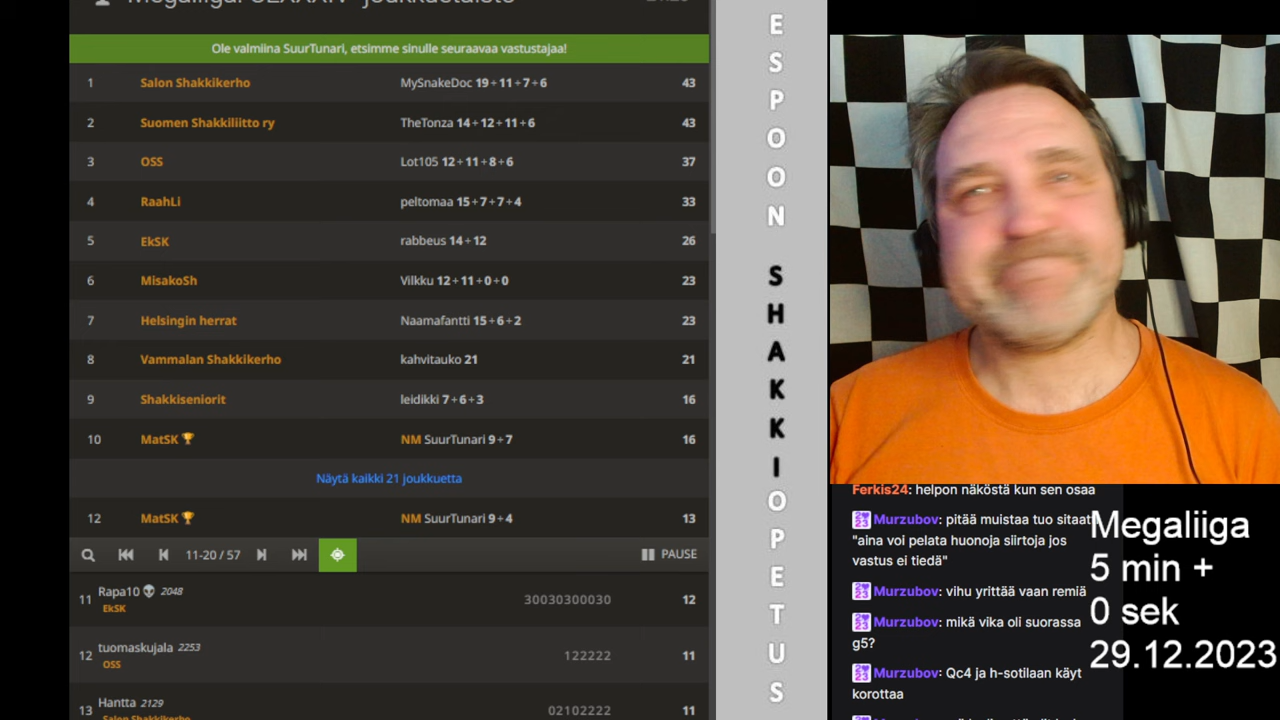 Ole valmiina SuurTunari, etsimme sinulle seuraavaa vastustajaa!
1 Salon Shakkikerho MySnakeDoc 19+11+7+6 43
2 Suomen Shakkiliitto ry TheTonza 14+12+11+6 43
3 OSS Lot105 12+11+8+6 37
4 RaahLi peltomaa 15+7+7+4 33
5 EkSK rabbeus 14+12 26
6 MisakoSh Vilkku 12+11+0+0 23
7 Helsingin herrat Naamafantti 15+6+2 23
8 Vammalan Shakkikerho kahvitauko 21 21
9 Shakkiseniorit leidikki 7+6+3 16
10 MatSK NM SuurTunari 9+7 16
Näytä kaikki 21 joukkuetta
12 MatSK NM SuurTunari 9+4 13
11-20 / 57 PAUSE
11 Rapa10 2048 30030300030 12
EkSK
12 tuomaskujala 2253 122222 11
OSS
13 Hantta 2129 02102222 11
Salon Shakkikerho
ESPOON
SHAKKI
OPETUS
Ferkis24: helpon näköstä kun sen osaa
Murzubov: pitää muistaa tuo sitaatti
"aina voi pelata huonoja siirtoja jos
vastus ei tiedä"
Murzubov: vihu yrittää vaan remiä
Murzubov: mikä vika oli suorassa
g5?
Murzubov: Qc4 ja h-sotilaan käyt
korottaa
Megaliiga
5 min +
0 sek
29.12.2023